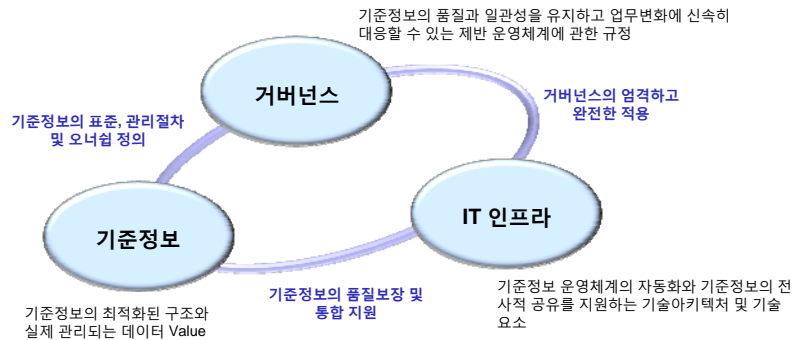 기준정보의 품질과 일관성을 유지하고 업무변화에 신속히
대응할 수 있는 제반 운영체계에 관한 규정
거버넌스
거버넌스의 엄격하고
완전한 적용
기준정보의 표준, 관리절차
및 오너쉽 정의
IT 인프라
기준정보
기준정보의 품질보장 및
통합 지원
기준정보 운영체계의 자동화와 기준정보의 전
사적 공유를 지원하는 기술아키텍처 및 기술
요소
기준정보의 최적화된 구조와
실제 관리되는 데이터 Value